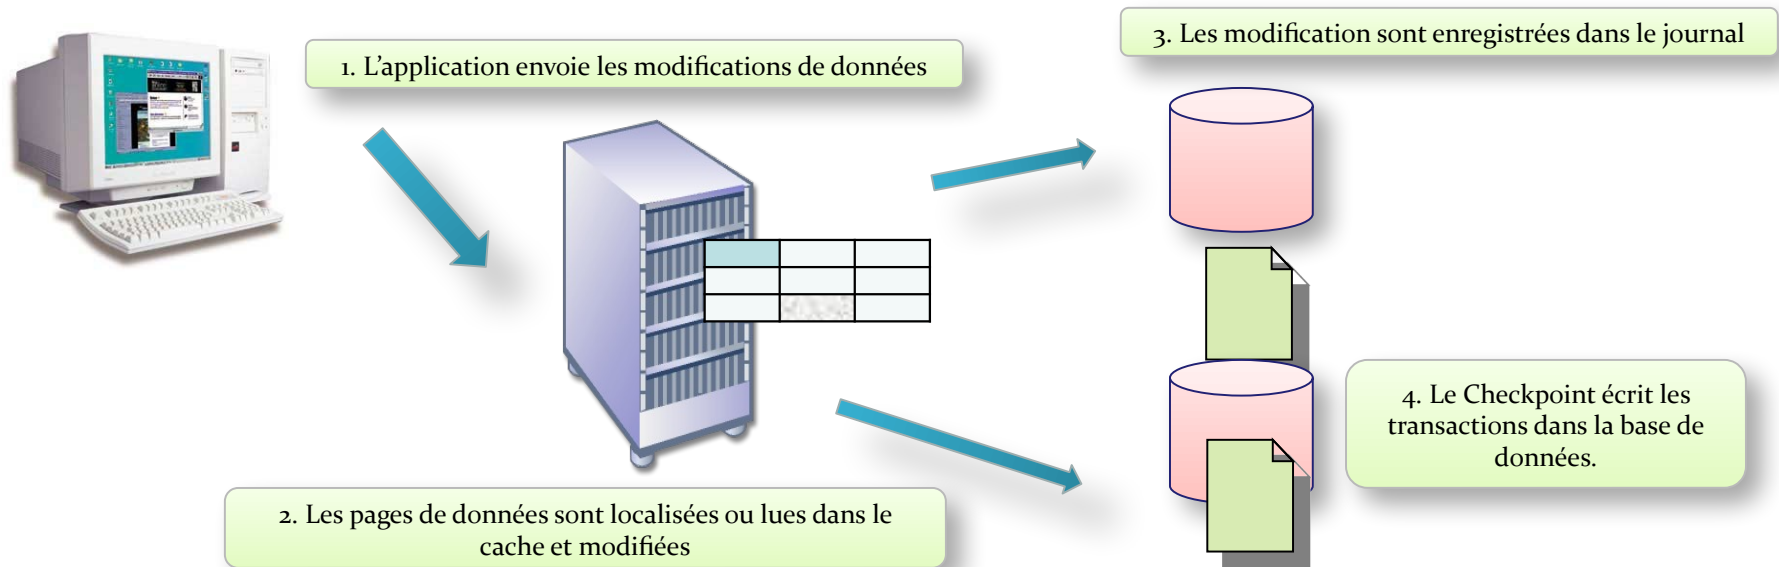 1. L'application envoie les modifications de données
3. Les modification sont enregistrées dans le journal
2. Les pages de données sont localisées ou lues dans le
cache et modifiées
4. Le Checkpoint écrit les
transactions dans la base de
données.